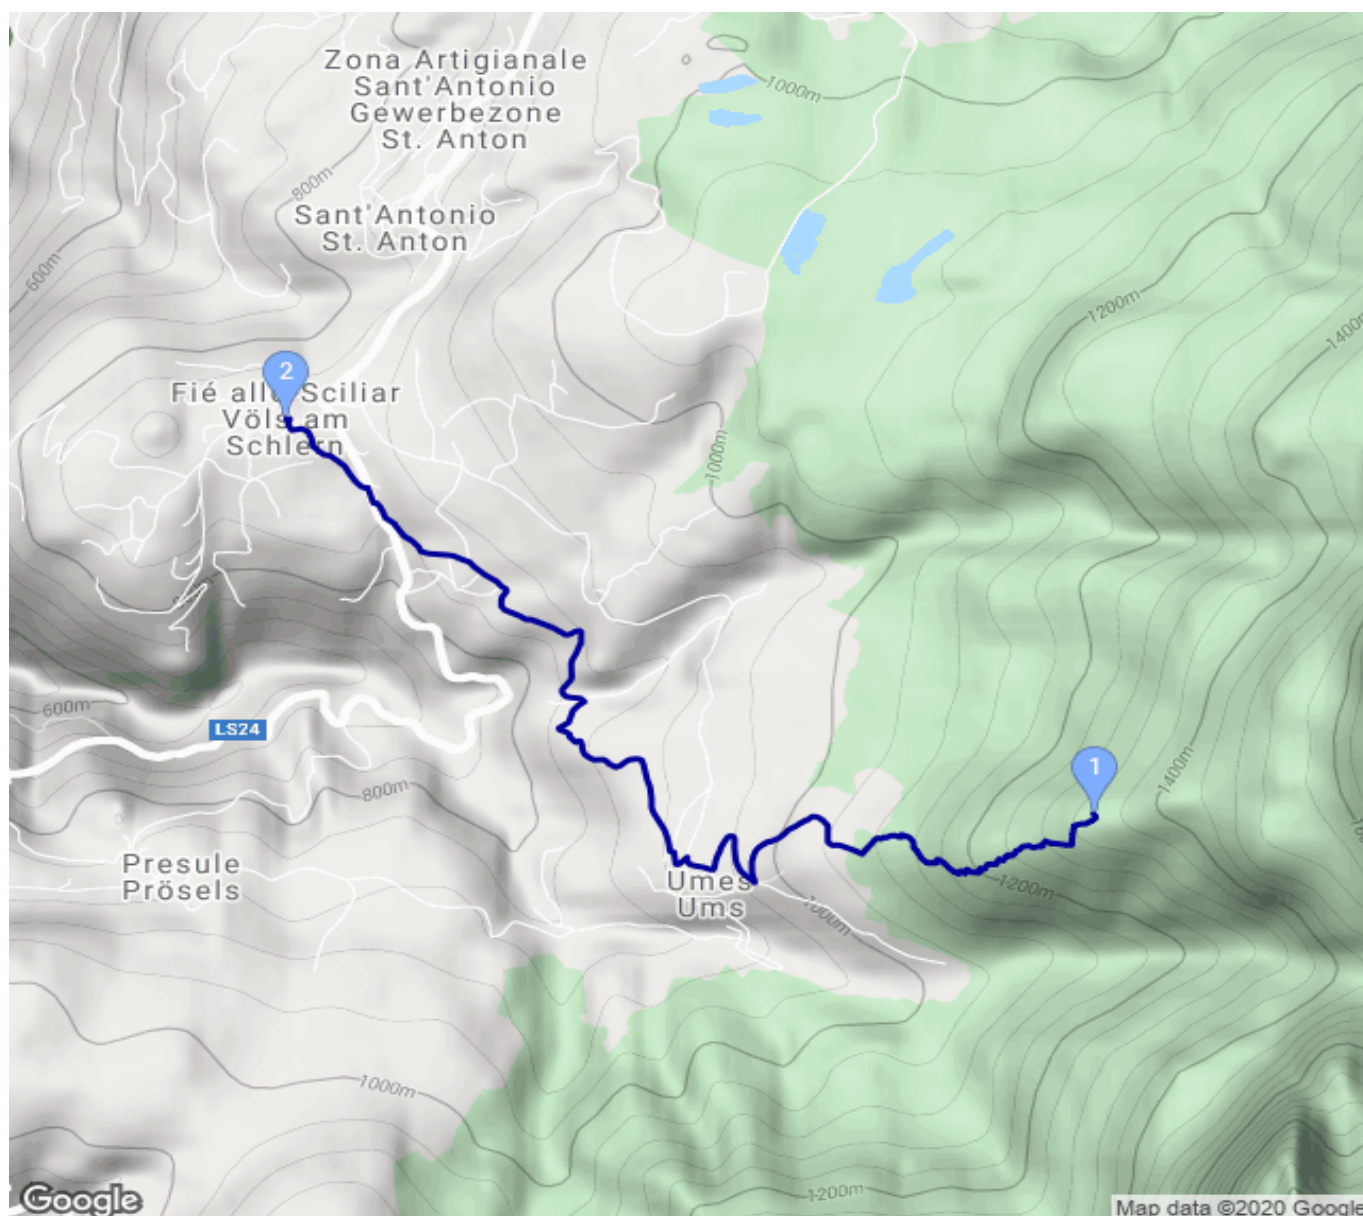 Zona Artigianale
Sant'Antonio
Gewerbezone
St. Anton
1000m
800m
Sant'Antonio
St. Anton
600m
1200m
1400m
2
Fié allo Sciliar
Völs am
Schlern
1000m
600m
LS24
800m
1
1400m
Presule
Prösels
Umes
Ums
1200m
1000m
1000m
1200m
Google
Map data ©2020 Google